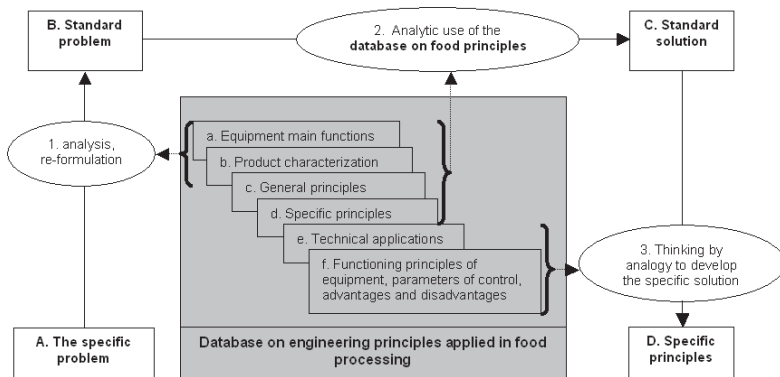 B. Standard
problem
2. Analytic use of the
database on food principles
C. Standard
solution
1. analysis,
re-formulation
a. Equipment main functions
b. Product characterization
c. General principles
d. Specific principles
e. Technical applications
f. Functioning principles of
equipment, parameters of control,
advantages and disadvantages
3. Thinking by
analogy to develop
the specific solution
A. The specific
problem
Database on engineering principles applied in food
processing
D. Specific
principles